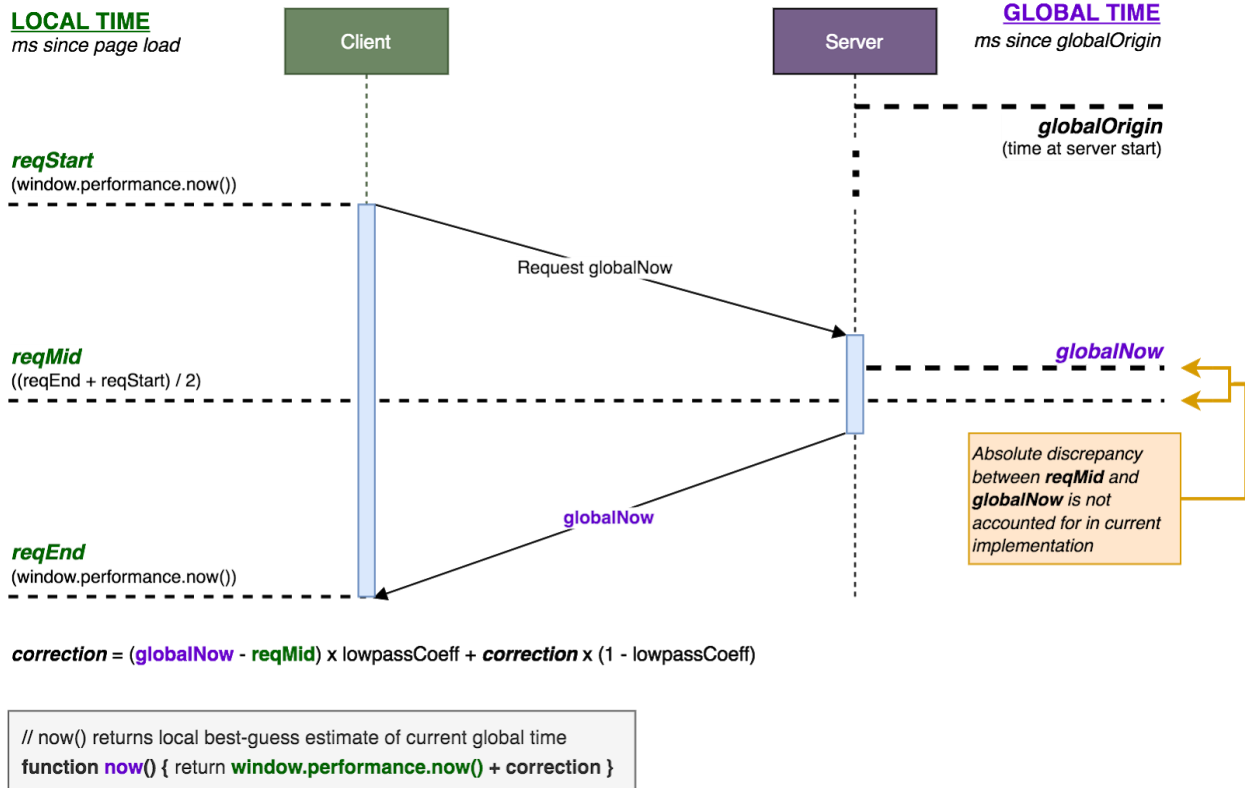 LOCAL TIME
ms since page load
Client
Server
GLOBAL TIME
ms since globalOrigin
globalOrigin
(time at server start)
reqStart
(window.performance.now())
Request globalNow
reqMid
((reqEnd + reqStart) / 2)
globalNow
Absolute discrepancy
between reqMid and
globalNow is not
accounted for in current
implementation
globalNow
reqEnd
(window.performance.now())
correction = (globalNow - reqMid) x lowpassCoeff + correction x (1 - lowpassCoeff)
// now() returns local best-guess estimate of current global time
function now() { return window.performance.now() + correction }